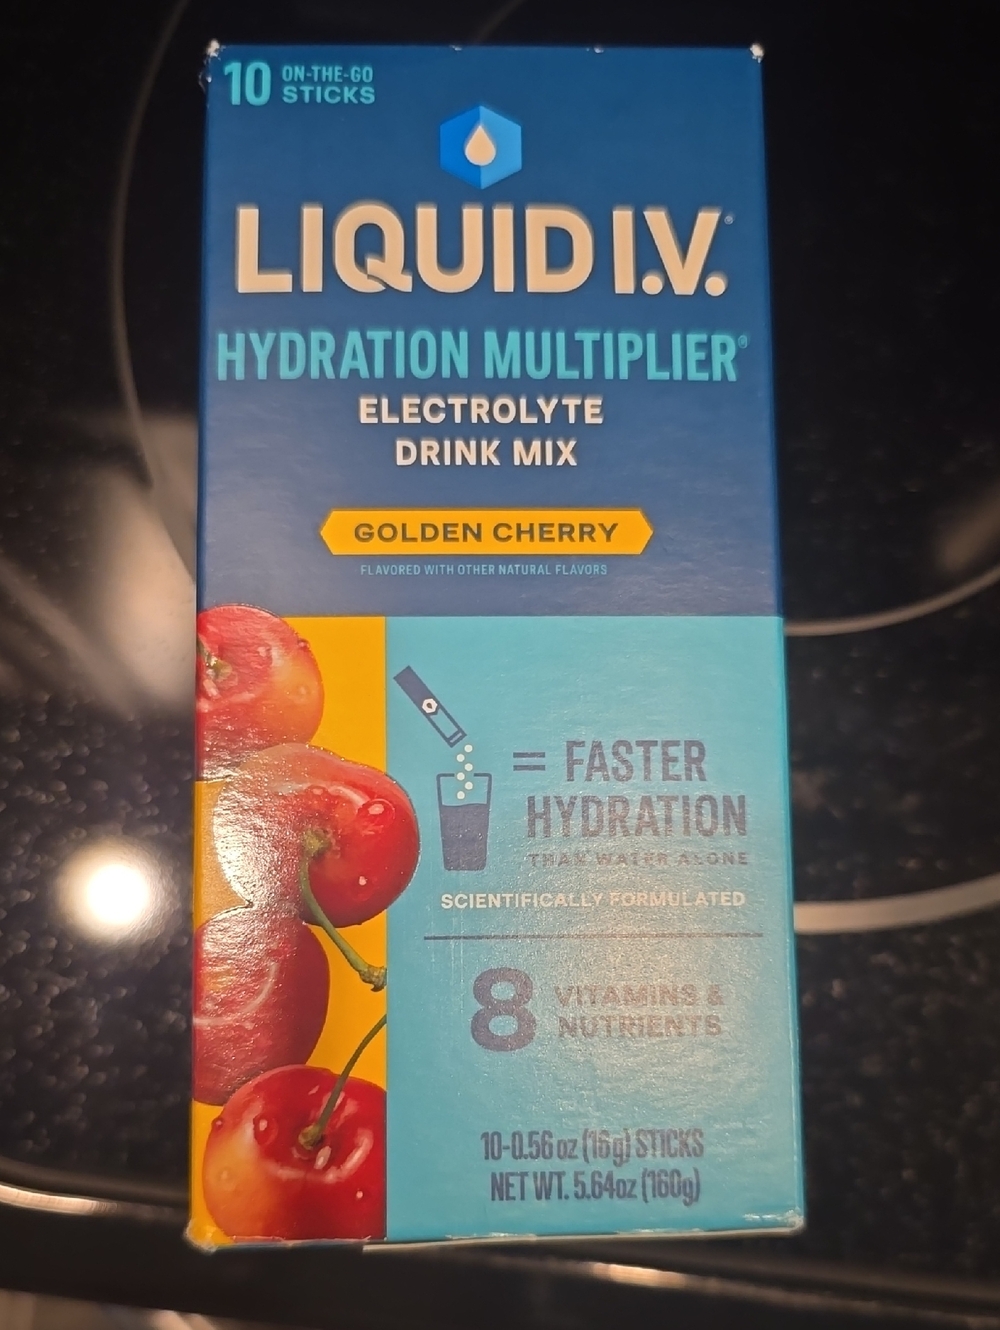 10 ON-THE-GO
STICKS
LIQUID I.V.®
HYDRATION MULTIPLIER®
ELECTROLYTE
DRINK MIX
GOLDEN CHERRY
FLAVORED WITH OTHER NATURAL FLAVORS
= FASTER
HYDRATION
THAN WATER ALONE
SCIENTIFICALLY FORMULATED
8 VITAMINS &
NUTRIENTS
10-0.56 oz (16g) STICKS
NET WT. 5.64oz (160g)